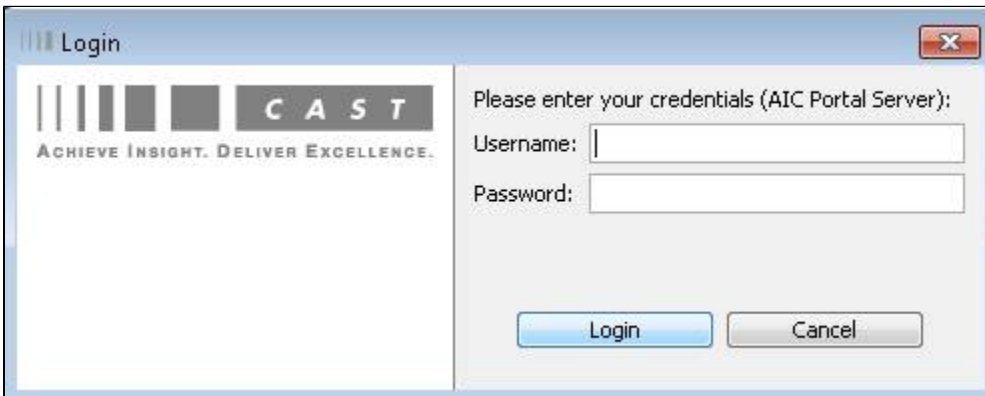 Login
CAST
ACHIEVE INSIGHT. DELIVER EXCELLENCE.
Please enter your credentials (AIC Portal Server):
Username:
Password:
Login Cancel